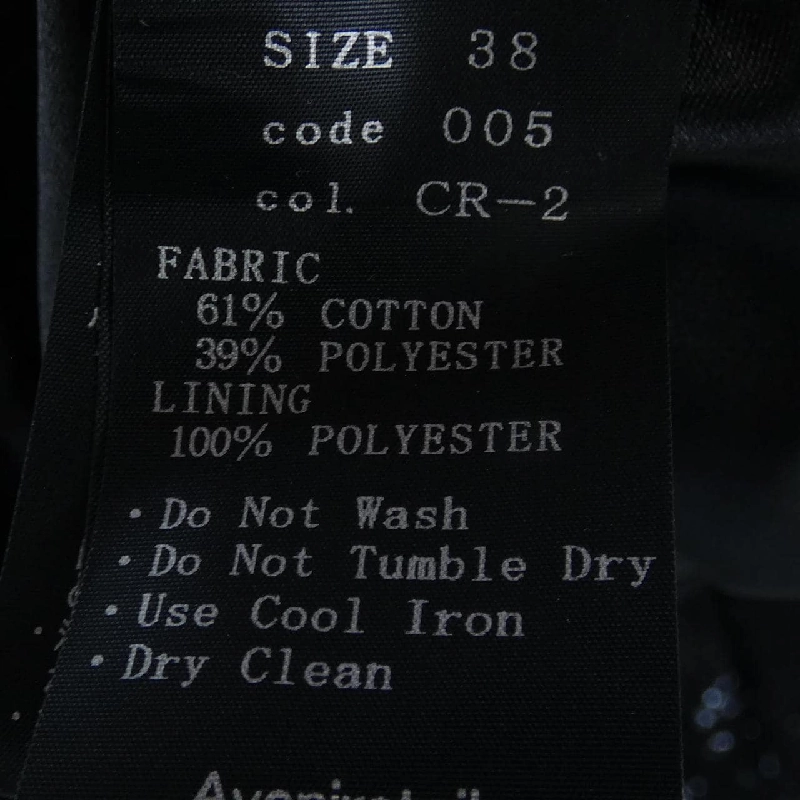 SIZE 38
code 005
col. CR-2
FABRIC
61% COTTON
39% POLYESTER
LINING
100% POLYESTER
・Do Not Wash
・Do Not Tumble Dry
・Use Cool Iron
・Dry Clean